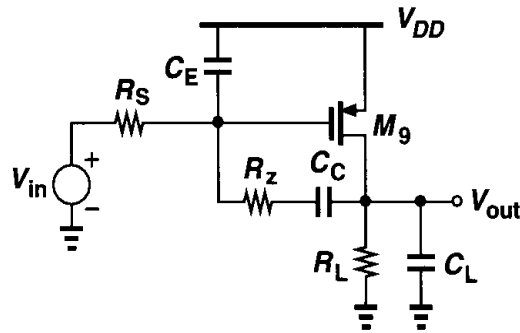 V_DD
C_E
R_S
M_9
V_in
+
−
R_z
C_C
V_out
R_L
C_L